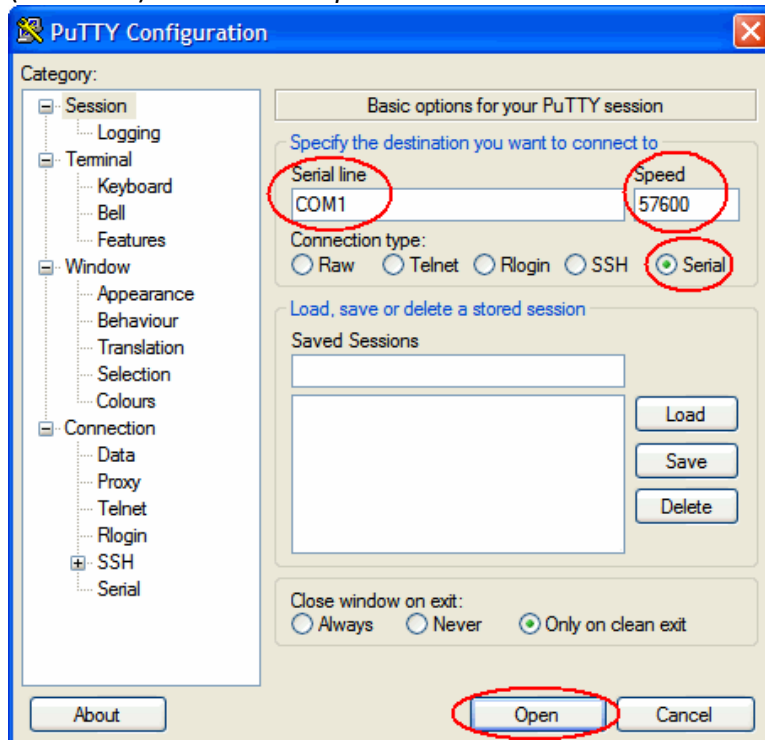 PuTTY Configuration
Category:
Session
Logging
Terminal
Keyboard
Bell
Features
Window
Appearance
Behaviour
Translation
Selection
Colours
Connection
Data
Proxy
Telnet
Rlogin
SSH
Serial
Basic options for your PuTTY session
Specify the destination you want to connect to
Serial line Speed
COM1 57600
Connection type:
Raw Telnet Rlogin SSH Serial
Load, save or delete a stored session
Saved Sessions
Load
Save
Delete
Close window on exit:
Always Never Only on clean exit
About Open Cancel